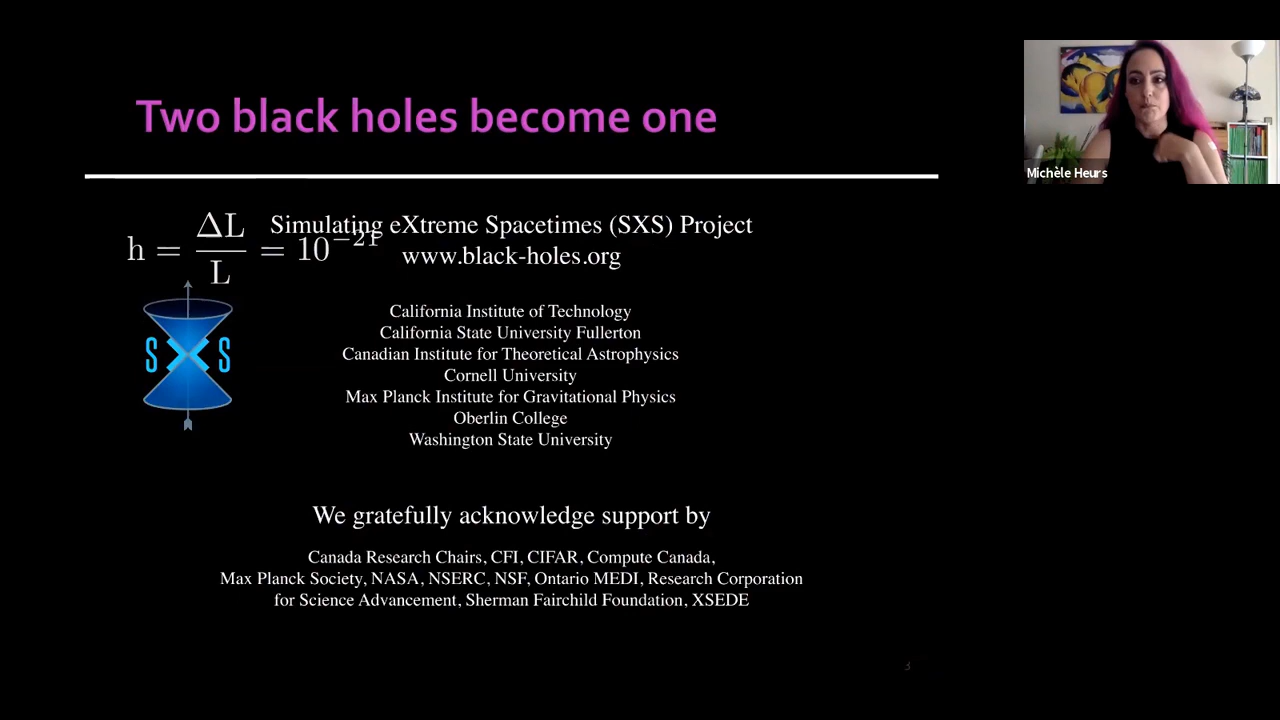 Two black holes become one
Michèle Heurs
h = ΔL / L = 10⁻²¹
Simulating eXtreme Spacetimes (SXS) Project
www.black-holes.org
SXS
California Institute of Technology
California State University Fullerton
Canadian Institute for Theoretical Astrophysics
Cornell University
Max Planck Institute for Gravitational Physics
Oberlin College
Washington State University
We gratefully acknowledge support by
Canada Research Chairs, CFI, CIFAR, Compute Canada,
Max Planck Society, NASA, NSERC, NSF, Ontario MEDI, Research Corporation
for Science Advancement, Sherman Fairchild Foundation, XSEDE
3